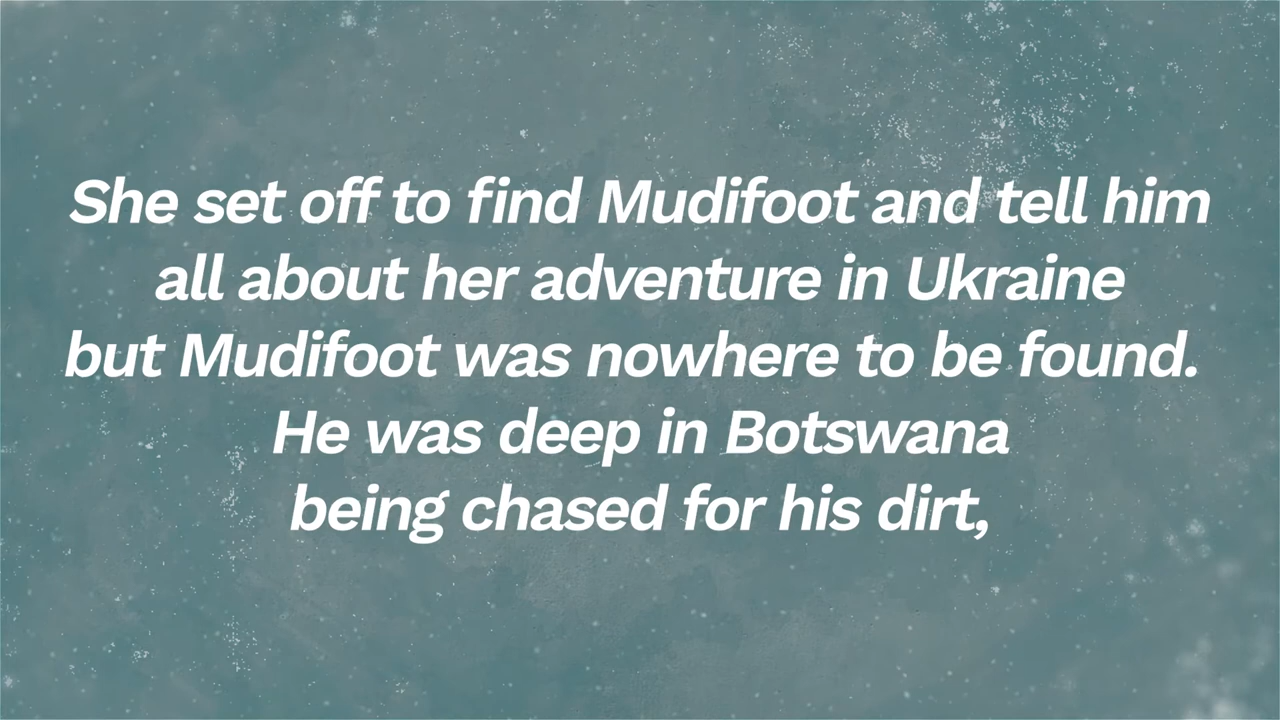 She set off to find Mudifoot and tell him
all about her adventure in Ukraine
but Mudifoot was nowhere to be found.
He was deep in Botswana
being chased for his dirt,